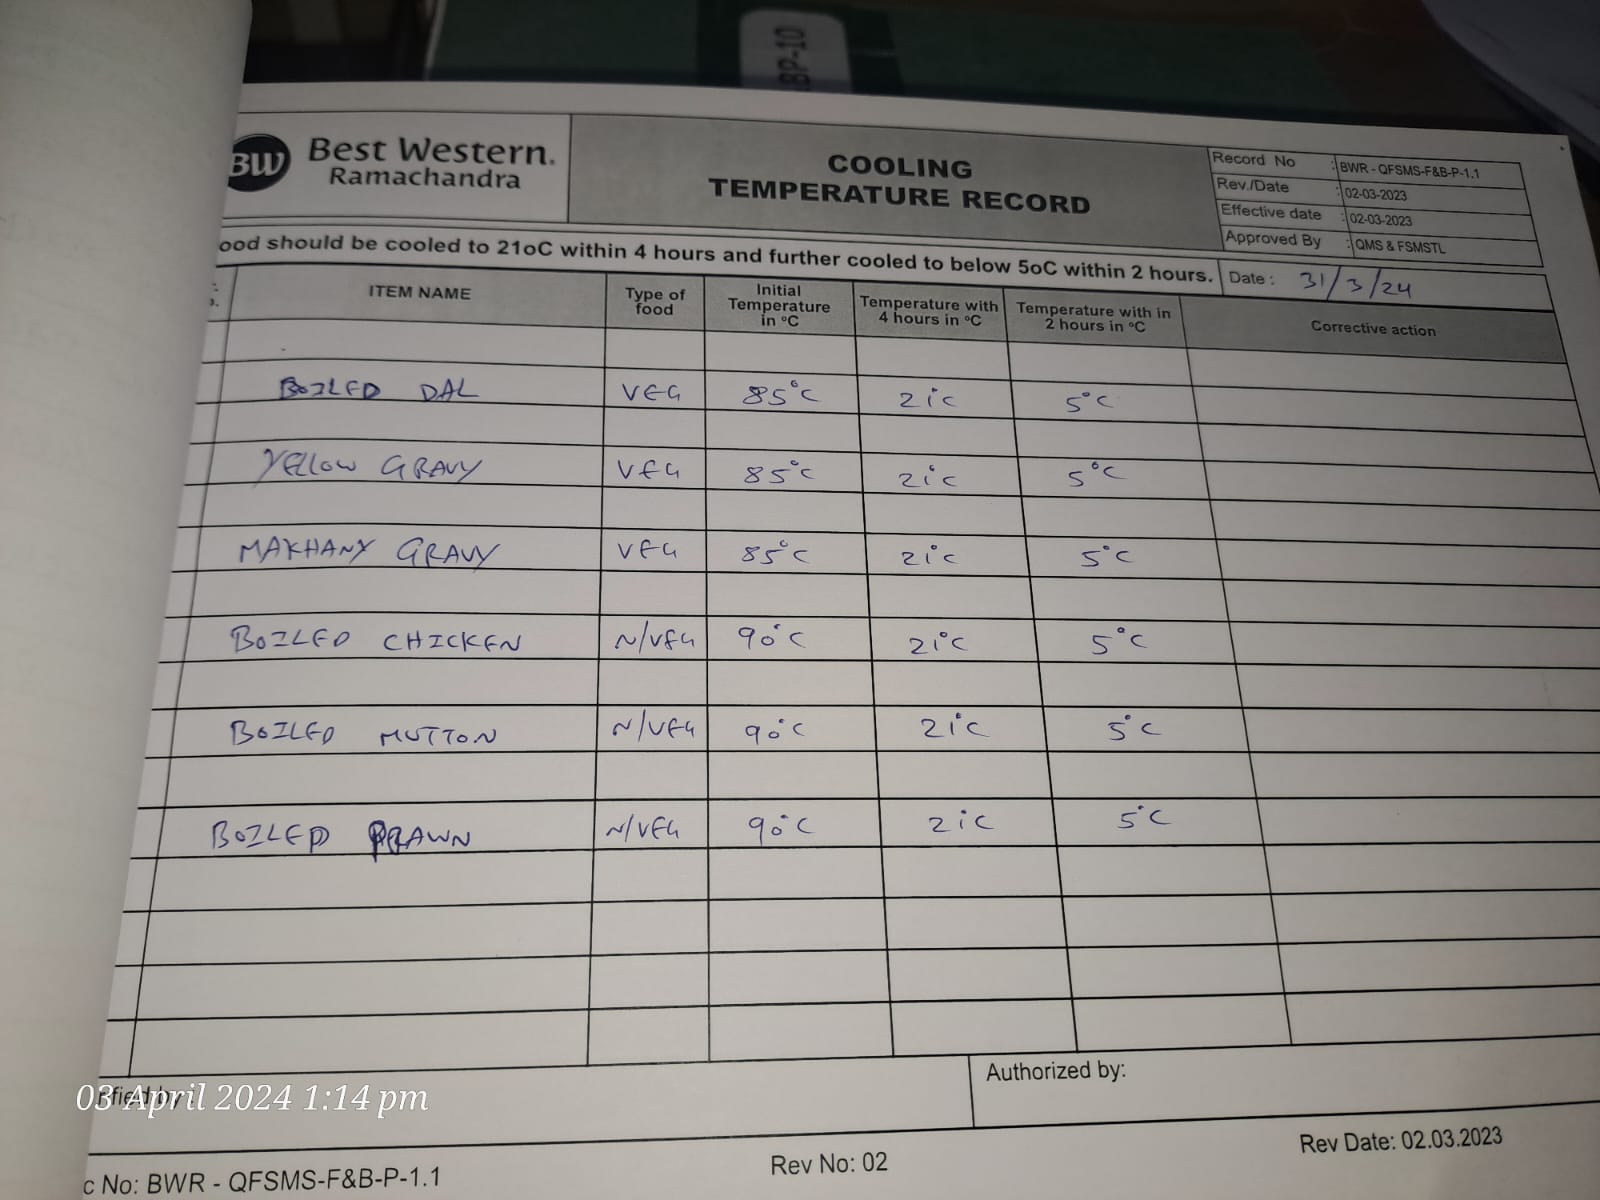 BP-10
BW Best Western.
Ramachandra
COOLING
TEMPERATURE RECORD
Record No : BWR - QFSMS-F&B-P-1.1
Rev./Date : 02-03-2023
Effective date : 02-03-2023
Approved By : QMS & FSMSTL
ood should be cooled to 21oC within 4 hours and further cooled to below 5oC within 2 hours. Date : 31/3/24
ITEM NAME Type of food Initial Temperature in °C Temperature with 4 hours in °C Temperature with in 2 hours in °C Corrective action
BOILED DAL VEG 85°C 21°C 5°C
YELLOW GRAVY VEG 85°C 21°C 5°C
MAKHANY GRAVY VEG 85°C 21°C 5°C
BOILED CHICKEN N/VEG 90°C 21°C 5°C
BOILED MUTTON N/VEG 90°C 21°C 5°C
BOILED PRAWN N/VEG 90°C 21°C 5°C
Authorized by:
03 April 2024 1:14 pm
c No: BWR - QFSMS-F&B-P-1.1 Rev No: 02 Rev Date: 02.03.2023